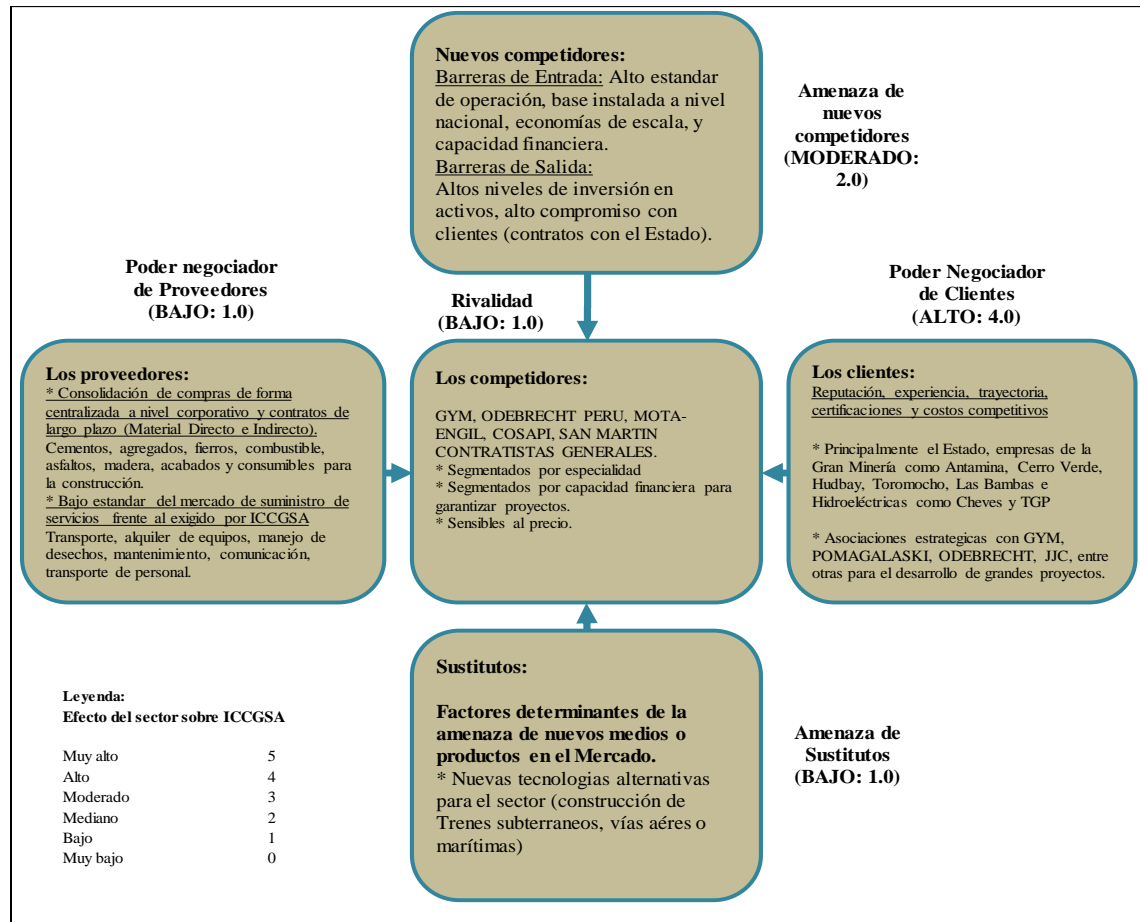 Nuevos competidores:
Barreras de Entrada: Alto estandar
de operación, base instalada a nivel
nacional, economías de escala, y
capacidad financiera.
Barreras de Salida:
Altos niveles de inversión en
activos, alto compromiso con
clientes (contratos con el Estado).
Amenaza de
nuevos
competidores
(MODERADO:
2.0)
Poder negociador
de Proveedores
(BAJO: 1.0)
Rivalidad
(BAJO: 1.0)
Poder Negociador
de Clientes
(ALTO: 4.0)
Los proveedores:
* Consolidación de compras de forma
centralizada a nivel corporativo y contratos de
largo plazo (Material Directo e Indirecto).
Cementos, agregados, fierros, combustible,
asfaltos, madera, acabados y consumibles para
la construcción.
* Bajo estandar del mercado de suministro de
servicios frente al exigido por ICCGSA
Transporte, alquiler de equipos, manejo de
desechos, mantenimiento, comunicación,
transporte de personal.
Los competidores:
GYM, ODEBRECHT PERU, MOTA-
ENGIL, COSAPI, SAN MARTIN
CONTRATISTAS GENERALES.
* Segmentados por especialidad
* Segmentados por capacidad financiera para
garantizar proyectos.
* Sensibles al precio.
Los clientes:
Reputación, experiencia, trayectoria,
certificaciones y costos competitivos
* Principalmente el Estado, empresas de la
Gran Minería como Antamina, Cerro Verde,
Hudbay, Toromocho, Las Bambas e
Hidroeléctricas como Cheves y TGP
* Asociaciones estrategicas con GYM,
POMAGALASKI, ODEBRECHT, JJC, entre
otras para el desarrollo de grandes proyectos.
Sustitutos:
Factores determinantes de la
amenaza de nuevos medios o
productos en el Mercado.
* Nuevas tecnologias alternativas
para el sector (construcción de
Trenes subterraneos, vías aéres o
marítimas)
Amenaza de
Sustitutos
(BAJO: 1.0)
Leyenda:
Efecto del sector sobre ICCGSA
Muy alto 5
Alto 4
Moderado 3
Mediano 2
Bajo 1
Muy bajo 0